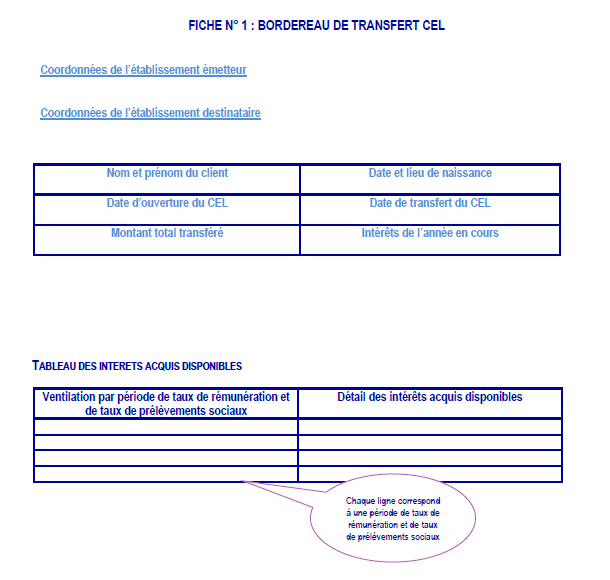 FICHE N° 1 : BORDEREAU DE TRANSFERT CEL
Coordonnées de l'établissement émetteur
Coordonnées de l'établissement destinataire
Nom et prénom du client
Date et lieu de naissance
Date d'ouverture du CEL
Date de transfert du CEL
Montant total transféré
Intérêts de l'année en cours
TABLEAU DES INTERETS ACQUIS DISPONIBLES
Ventilation par période de taux de rémunération et
de taux de prélèvements sociaux
Détail des intérêts acquis disponibles
Chaque ligne correspond
à une période de taux de
rémunération et de taux
de prélèvements sociaux